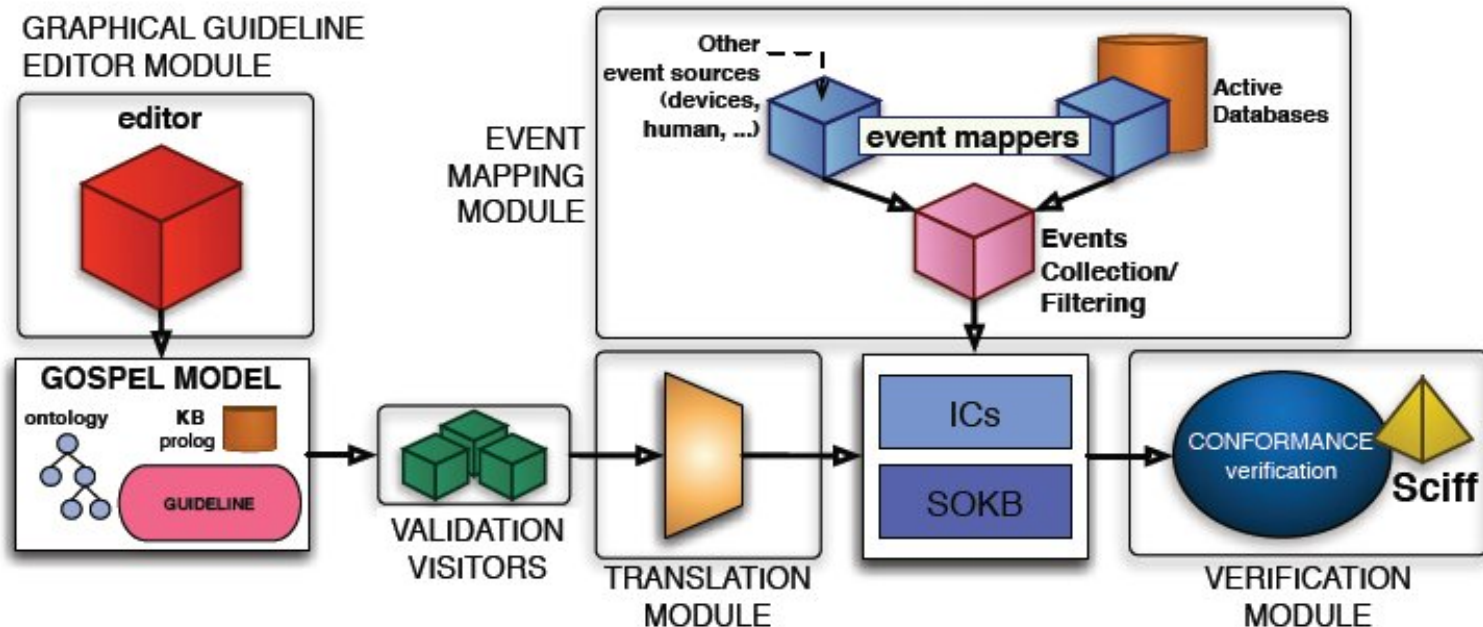 GRAPHICAL GUIDELINE
EDITOR MODULE
editor
EVENT
MAPPING
MODULE
Other
event sources
(devices,
human, ...)
event mappers
Active
Databases
Events
Collection/
Filtering
GOSPEL MODEL
ontology
KB
prolog
GUIDELINE
VALIDATION
VISITORS
TRANSLATION
MODULE
ICs
SOKB
CONFORMANCE
verification
Sciff
VERIFICATION
MODULE